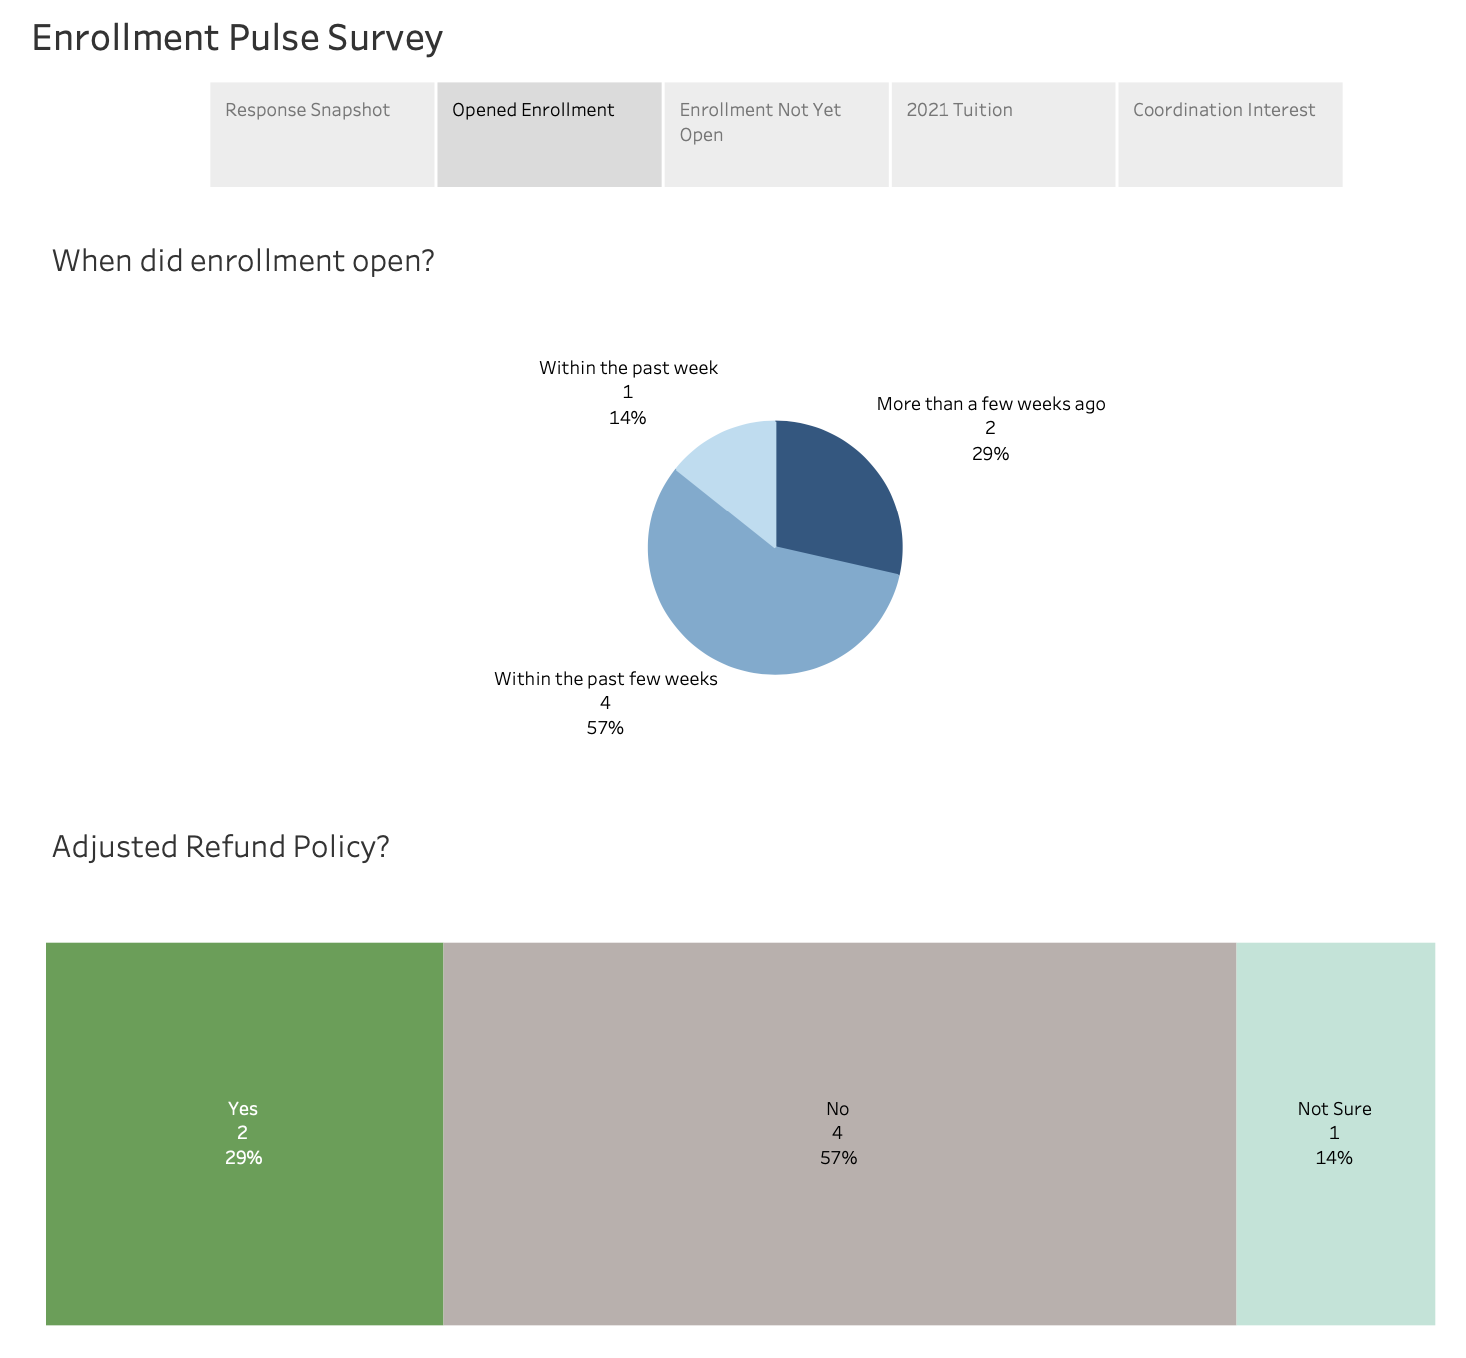 Enrollment Pulse Survey
Response Snapshot
Opened Enrollment
Enrollment Not Yet
Open
2021 Tuition
Coordination Interest
When did enrollment open?
Within the past week
1
14%
More than a few weeks ago
2
29%
Within the past few weeks
4
57%
Adjusted Refund Policy?
Yes
2
29%
No
4
57%
Not Sure
1
14%